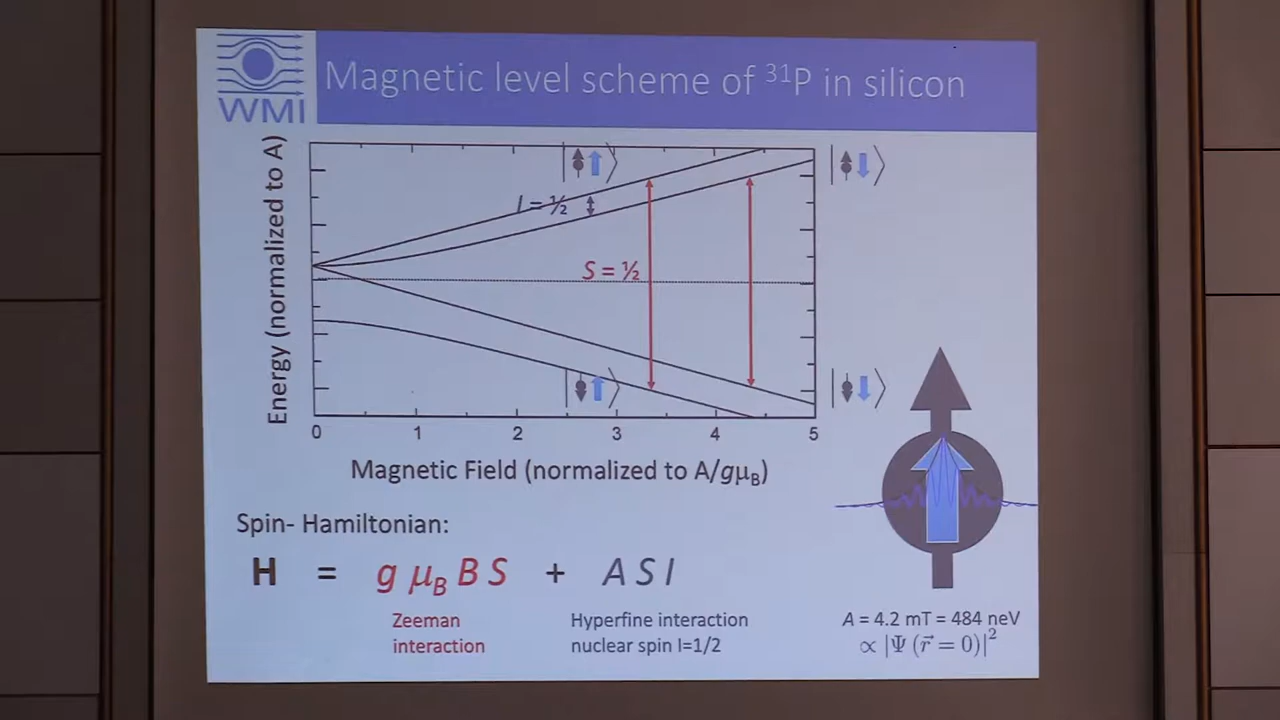 WMI
Magnetic level scheme of ³¹P in silicon
Energy (normalized to A)
I = ½
S = ½
0 1 2 3 4 5
Magnetic Field (normalized to A/gμB)
Spin- Hamiltonian:
H = g μB B S + A S I
Zeeman
interaction
Hyperfine interaction
nuclear spin I=1/2
A = 4.2 mT = 484 neV
∝ |Ψ (r⃗ = 0)|²